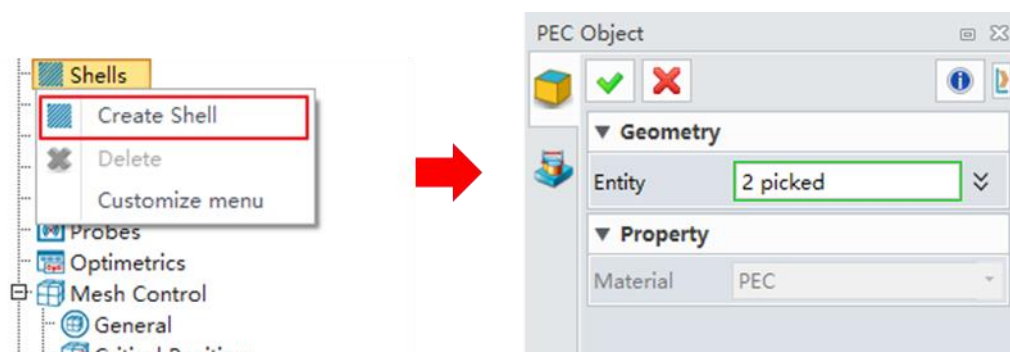 Shells
Create Shell
Delete
Customize menu
Probes
Optimetrics
Mesh Control
General
PEC Object
Geometry
Entity
2 picked
Property
Material
PEC